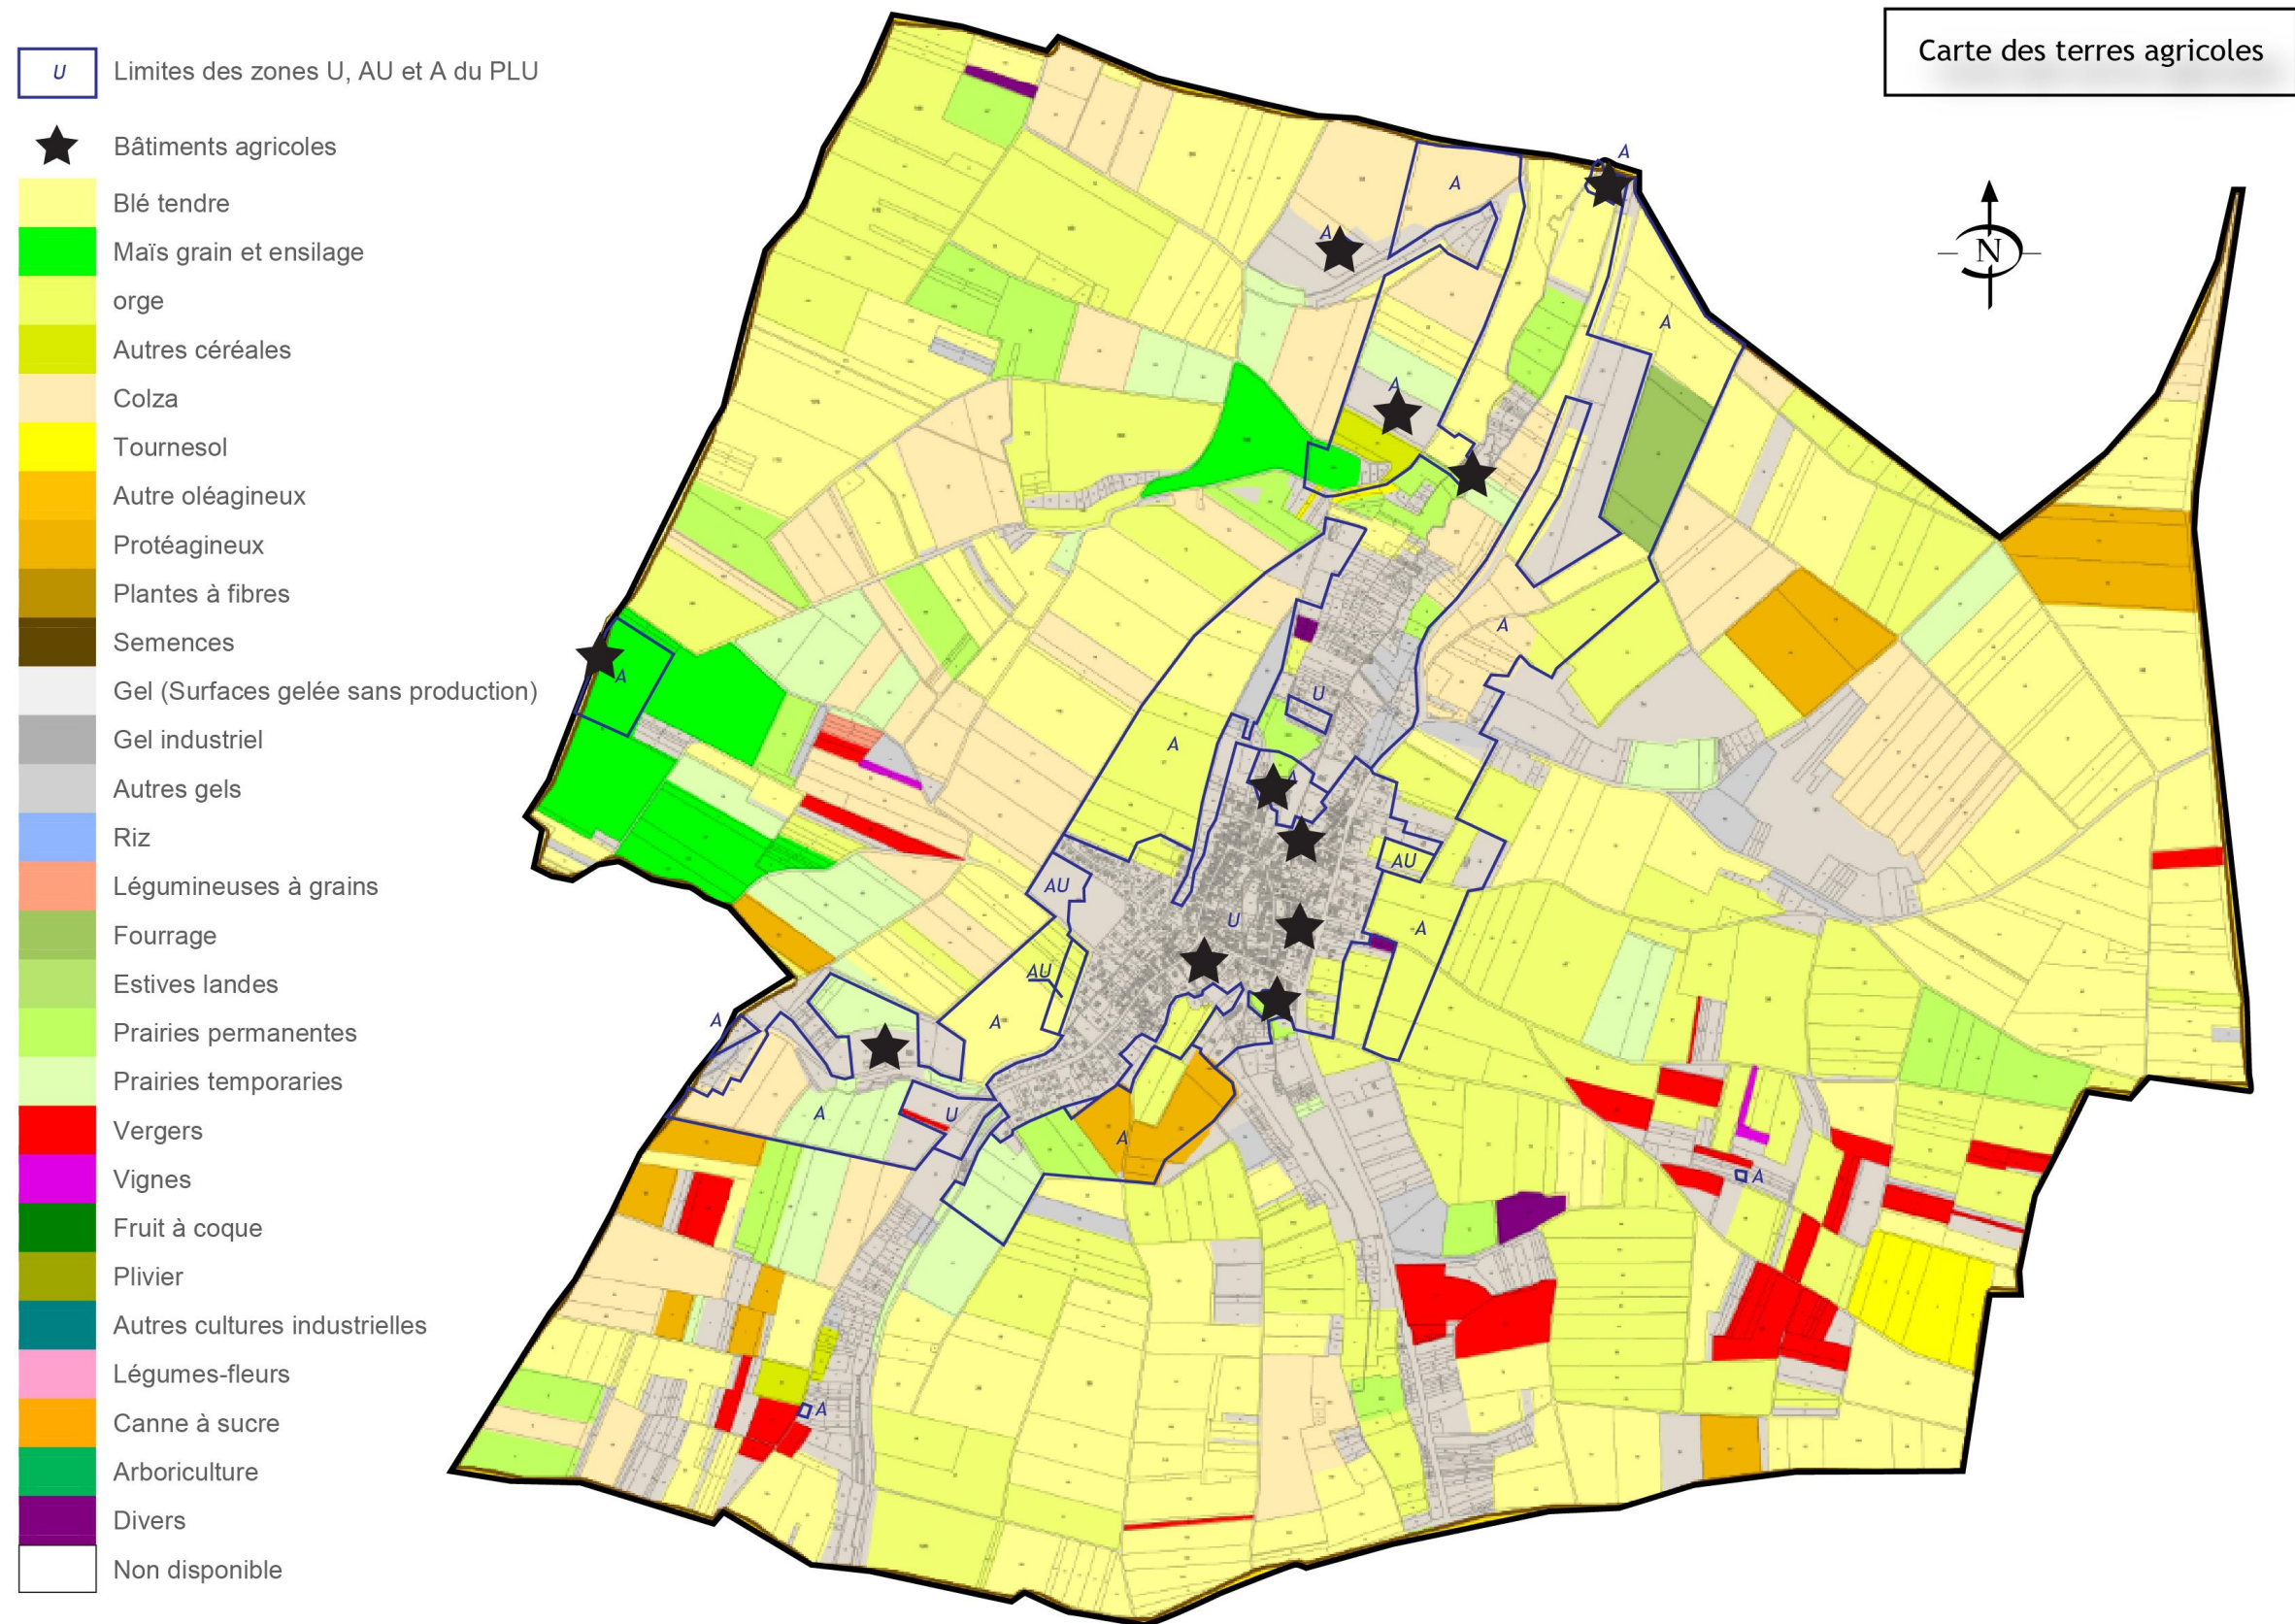 Carte des terres agricoles
U Limites des zones U, AU et A du PLU
Bâtiments agricoles
Blé tendre
Maïs grain et ensilage
orge
Autres céréales
Colza
Tournesol
Autre oléagineux
Protéagineux
Plantes à fibres
Semences
Gel (Surfaces gelée sans production)
Gel industriel
Autres gels
Riz
Légumineuses à grains
Fourrage
Estives landes
Prairies permanentes
Prairies temporaries
Vergers
Vignes
Fruit à coque
Plivier
Autres cultures industrielles
Légumes-fleurs
Canne à sucre
Arboriculture
Divers
Non disponible
N
A
A
A
A
A
A
A
U
A
A
AU
AU
U
A
AU
A
A
A
U
A
A
A